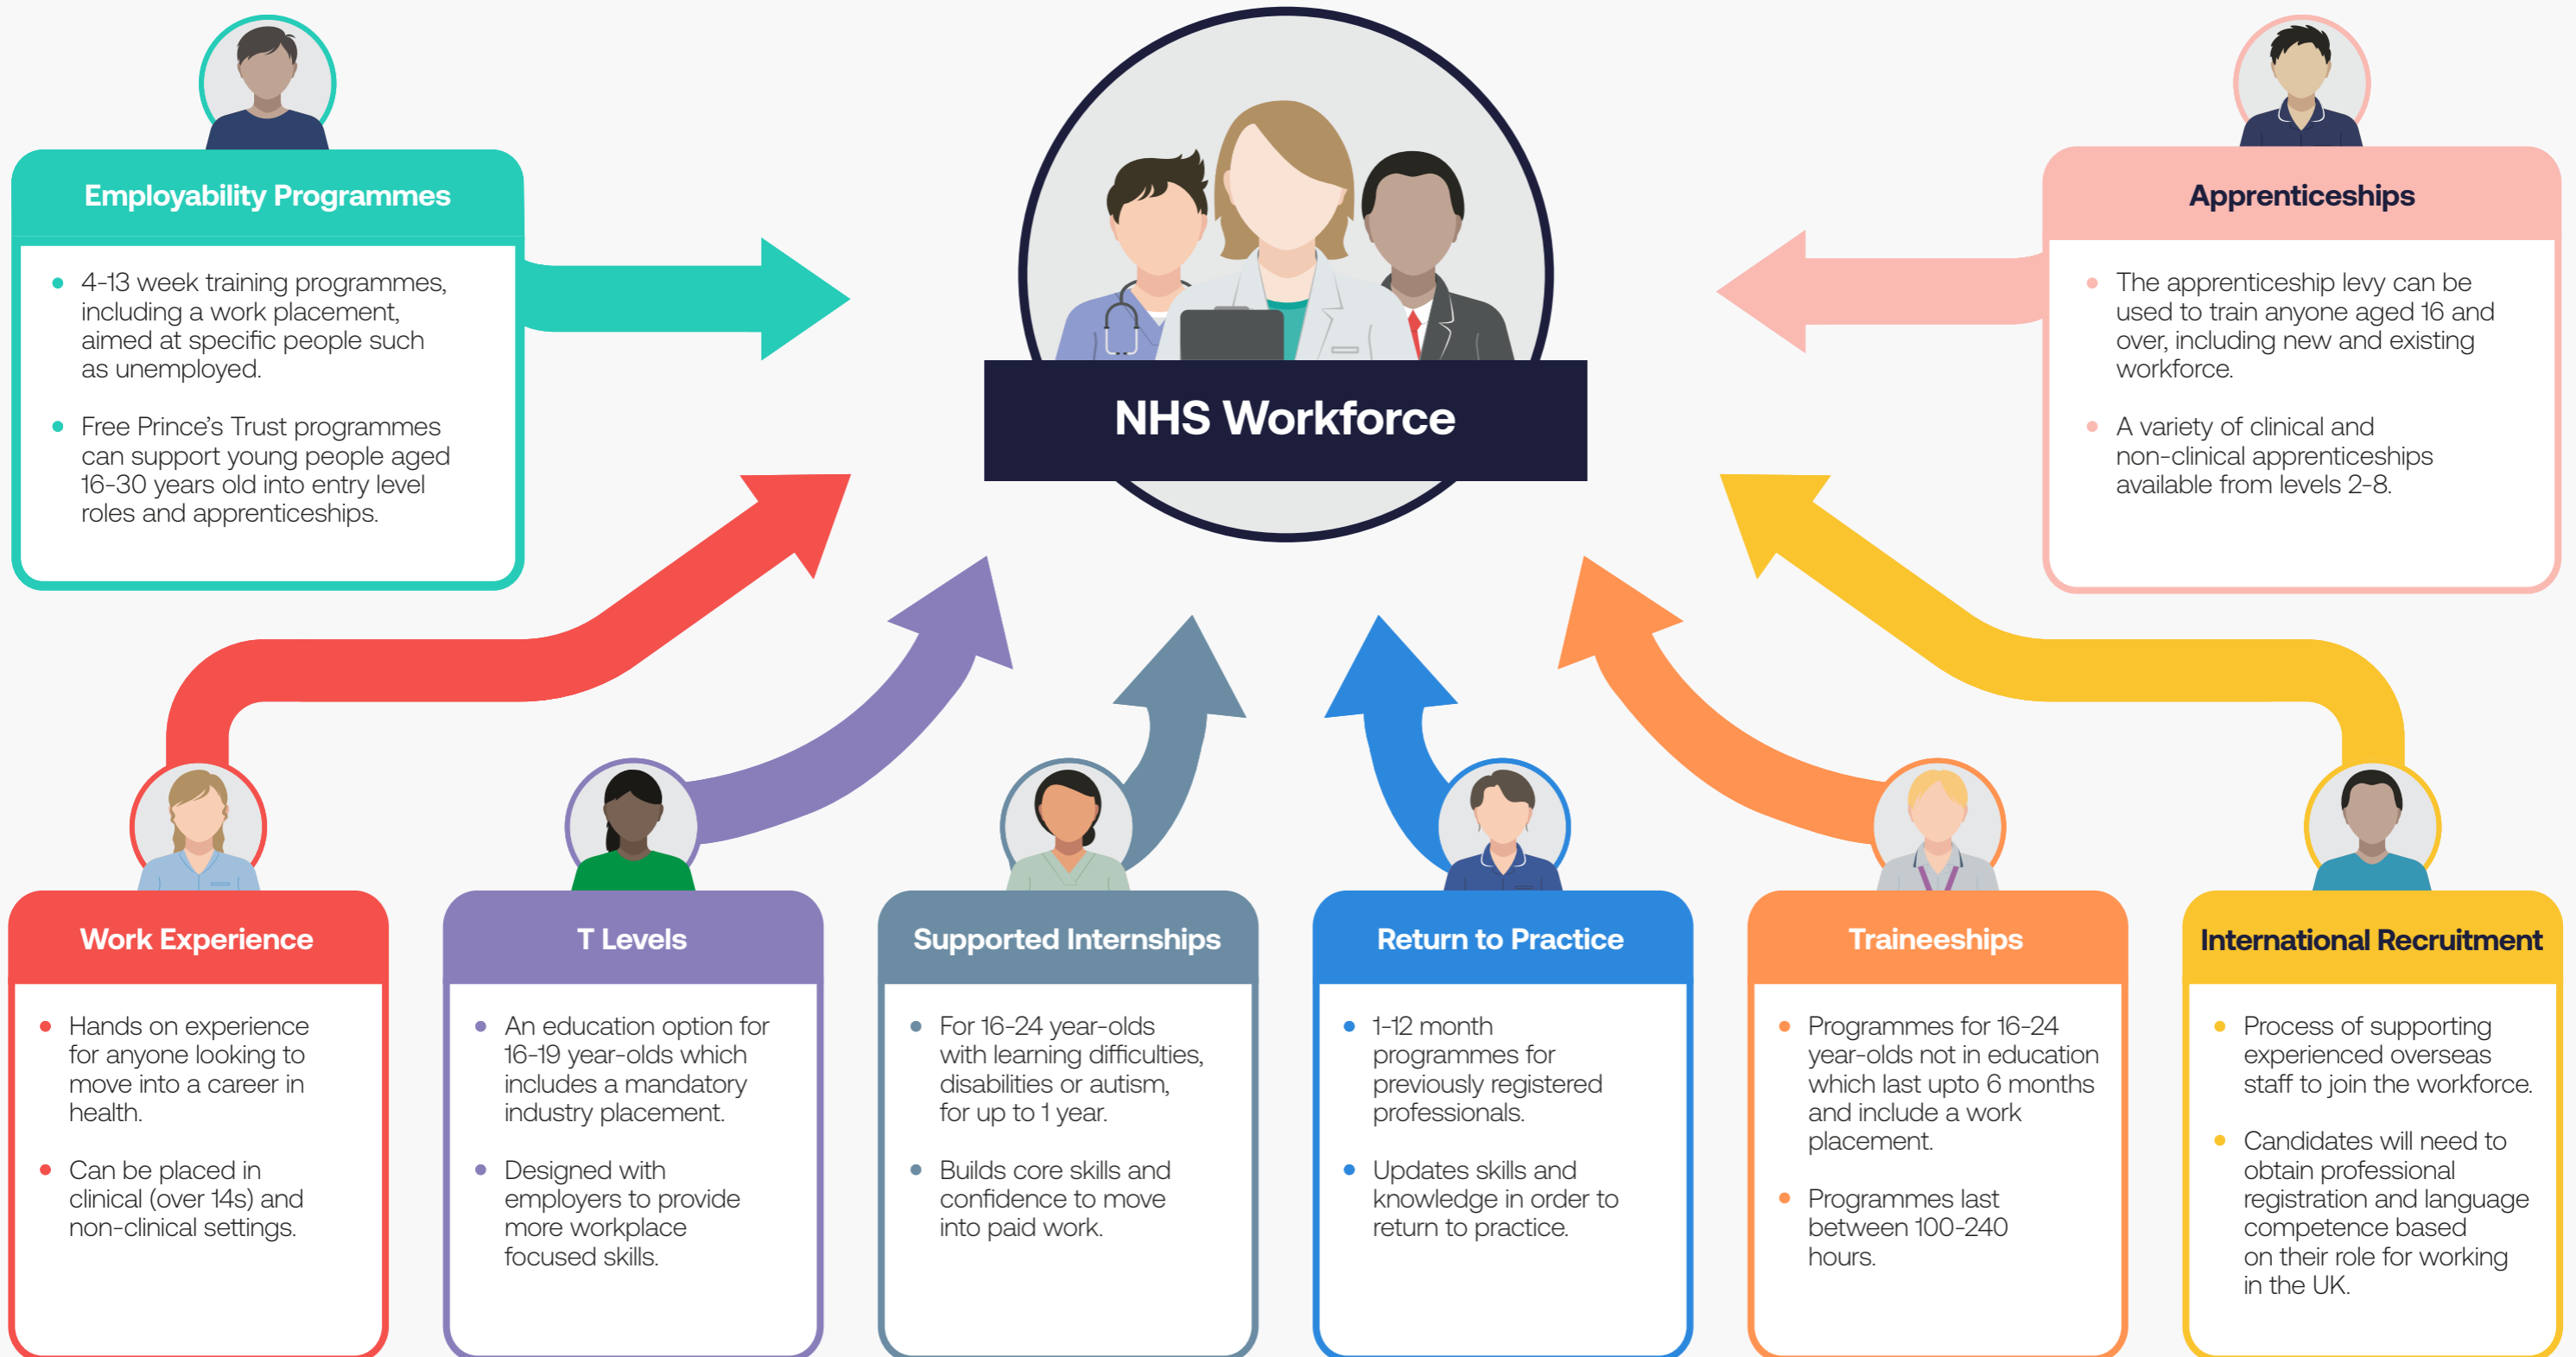 Employability Programmes
4-13 week training programmes,
including a work placement,
aimed at specific people such
as unemployed.
Free Prince’s Trust programmes
can support young people aged
16-30 years old into entry level
roles and apprenticeships.
NHS Workforce
Apprenticeships
The apprenticeship levy can be
used to train anyone aged 16 and
over, including new and existing
workforce.
A variety of clinical and
non-clinical apprenticeships
available from levels 2-8.
Work Experience
Hands on experience
for anyone looking to
move into a career in
health.
Can be placed in
clinical (over 14s) and
non-clinical settings.
T Levels
An education option for
16-19 year-olds which
includes a mandatory
industry placement.
Designed with
employers to provide
more workplace
focused skills.
Supported Internships
For 16-24 year-olds
with learning difficulties,
disabilities or autism,
for up to 1 year.
Builds core skills and
confidence to move
into paid work.
Return to Practice
1-12 month
programmes for
previously registered
professionals.
Updates skills and
knowledge in order to
return to practice.
Traineeships
Programmes for 16-24
year-olds not in education
which last upto 6 months
and include a work
placement.
Programmes last
between 100-240
hours.
International Recruitment
Process of supporting
experienced overseas
staff to join the workforce.
Candidates will need to
obtain professional
registration and language
competence based
on their role for working
in the UK.